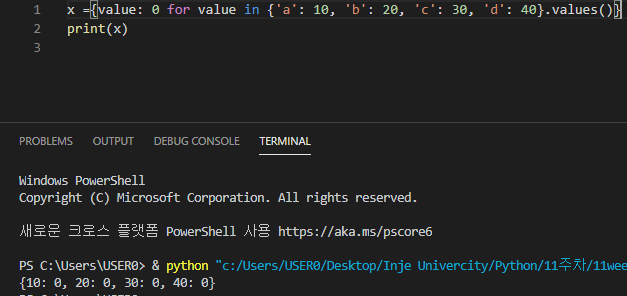 1 x ={value: 0 for value in {'a': 10, 'b': 20, 'c': 30, 'd': 40}.values()}
2 print(x)
3
PROBLEMS OUTPUT DEBUG CONSOLE TERMINAL
Windows PowerShell
Copyright (C) Microsoft Corporation. All rights reserved.
새로운 크로스 플랫폼 PowerShell 사용 https://aka.ms/pscore6
PS C:\Users\USER0> & python "c:/Users/USER0/Desktop/Inje Univercity/Python/11주차/11wee
{10: 0, 20: 0, 30: 0, 40: 0}